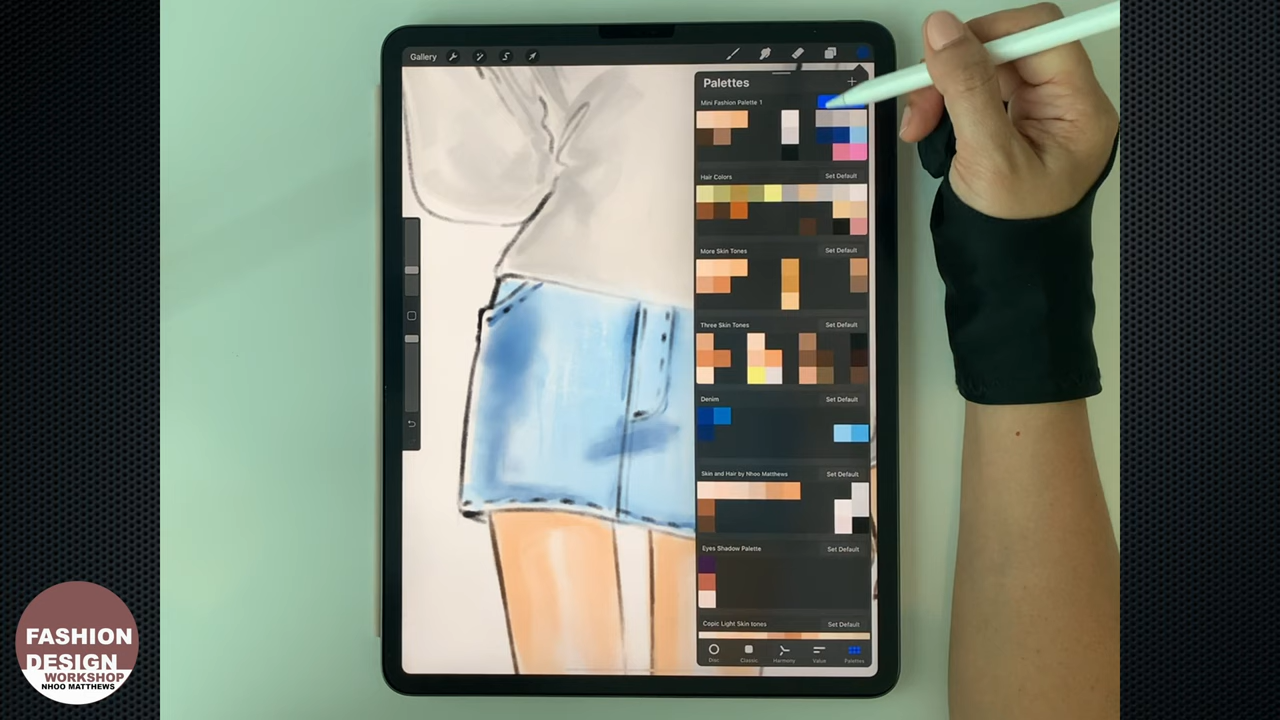 Gallery
Palettes
Mini Fashion Palette 1
Hair Colors
Set Default
More Skin Tones
Set Default
Three Skin Tones
Set Default
Denim
Set Default
Skin and Hair by Nhoo Matthews
Set Default
Eyes Shadow Palette
Set Default
Copic Light Skin tones
Set Default
Disc
Classic
Harmony
Value
Palettes
FASHION
DESIGN
WORKSHOP
NHOO MATTHEWS